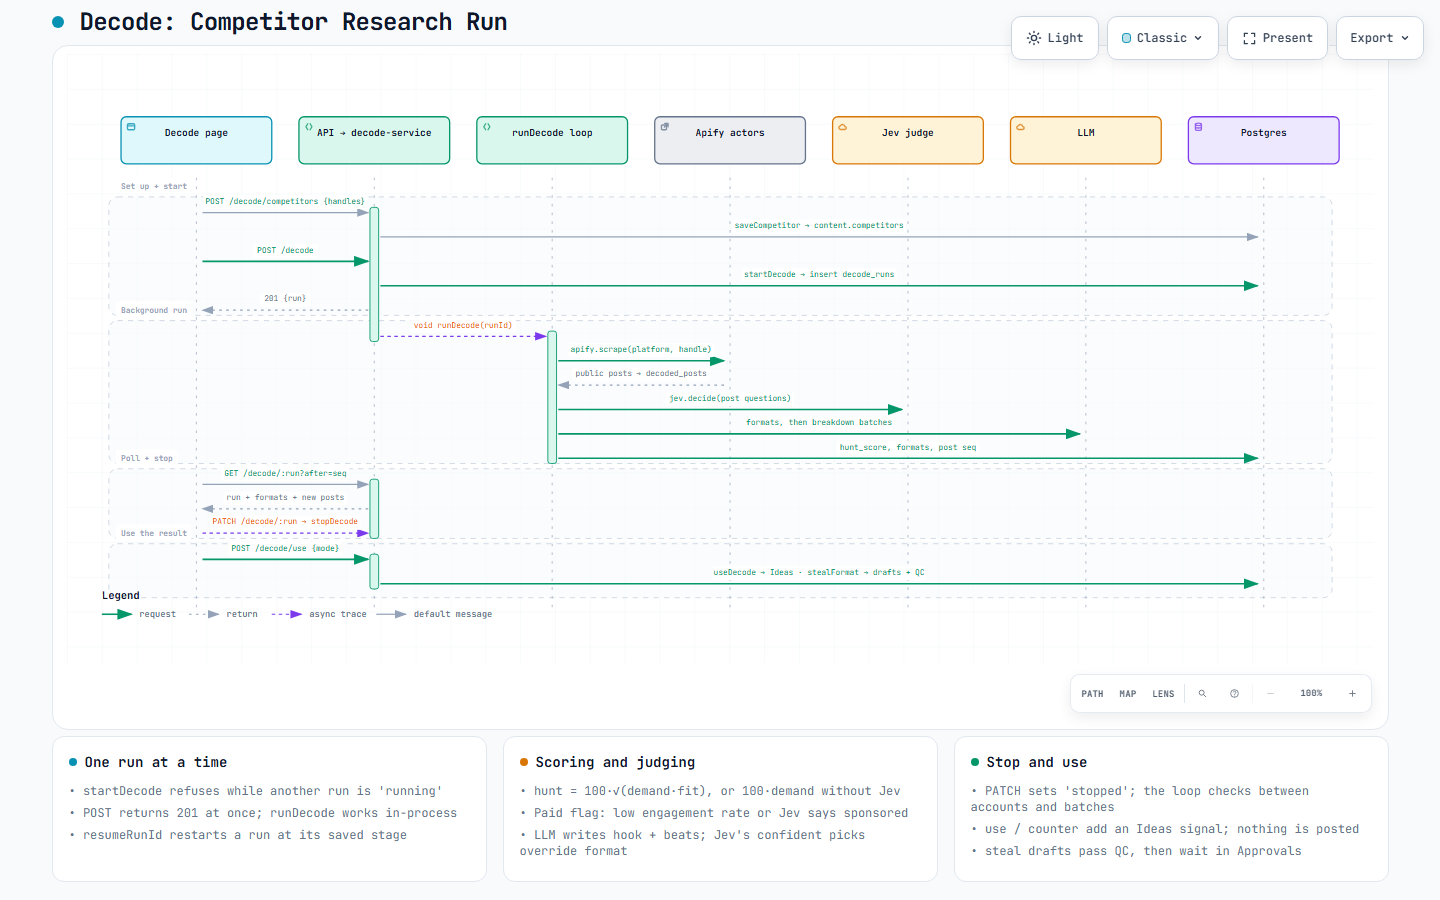 Decode: Competitor Research Run
Light
Classic
Present
Export
Decode page
API → decode-service
runDecode loop
Apify actors
Jev judge
LLM
Postgres
Set up + start
POST /decode/competitors {handles}
saveCompetitor → content.competitors
POST /decode
startDecode → insert decode_runs
201 {run}
Background run
void runDecode(runId)
apify.scrape(platform, handle)
public posts → decoded_posts
jev.decide(post questions)
formats, then breakdown batches
hunt_score, formats, post seq
Poll + stop
GET /decode/:run?after=seq
run + formats + new posts
PATCH /decode/:run → stopDecode
Use the result
POST /decode/use {mode}
useDecode → Ideas · stealFormat → drafts + QC
Legend
request
return
async trace
default message
PATH
MAP
LENS
100%
One run at a time
• startDecode refuses while another run is 'running'
• POST returns 201 at once; runDecode works in-process
• resumeRunId restarts a run at its saved stage
Scoring and judging
• hunt = 100·√(demand·fit), or 100·demand without Jev
• Paid flag: low engagement rate or Jev says sponsored
• LLM writes hook + beats; Jev's confident picks
override format
Stop and use
• PATCH sets 'stopped'; the loop checks between
accounts and batches
• use / counter add an Ideas signal; nothing is posted
• steal drafts pass QC, then wait in Approvals